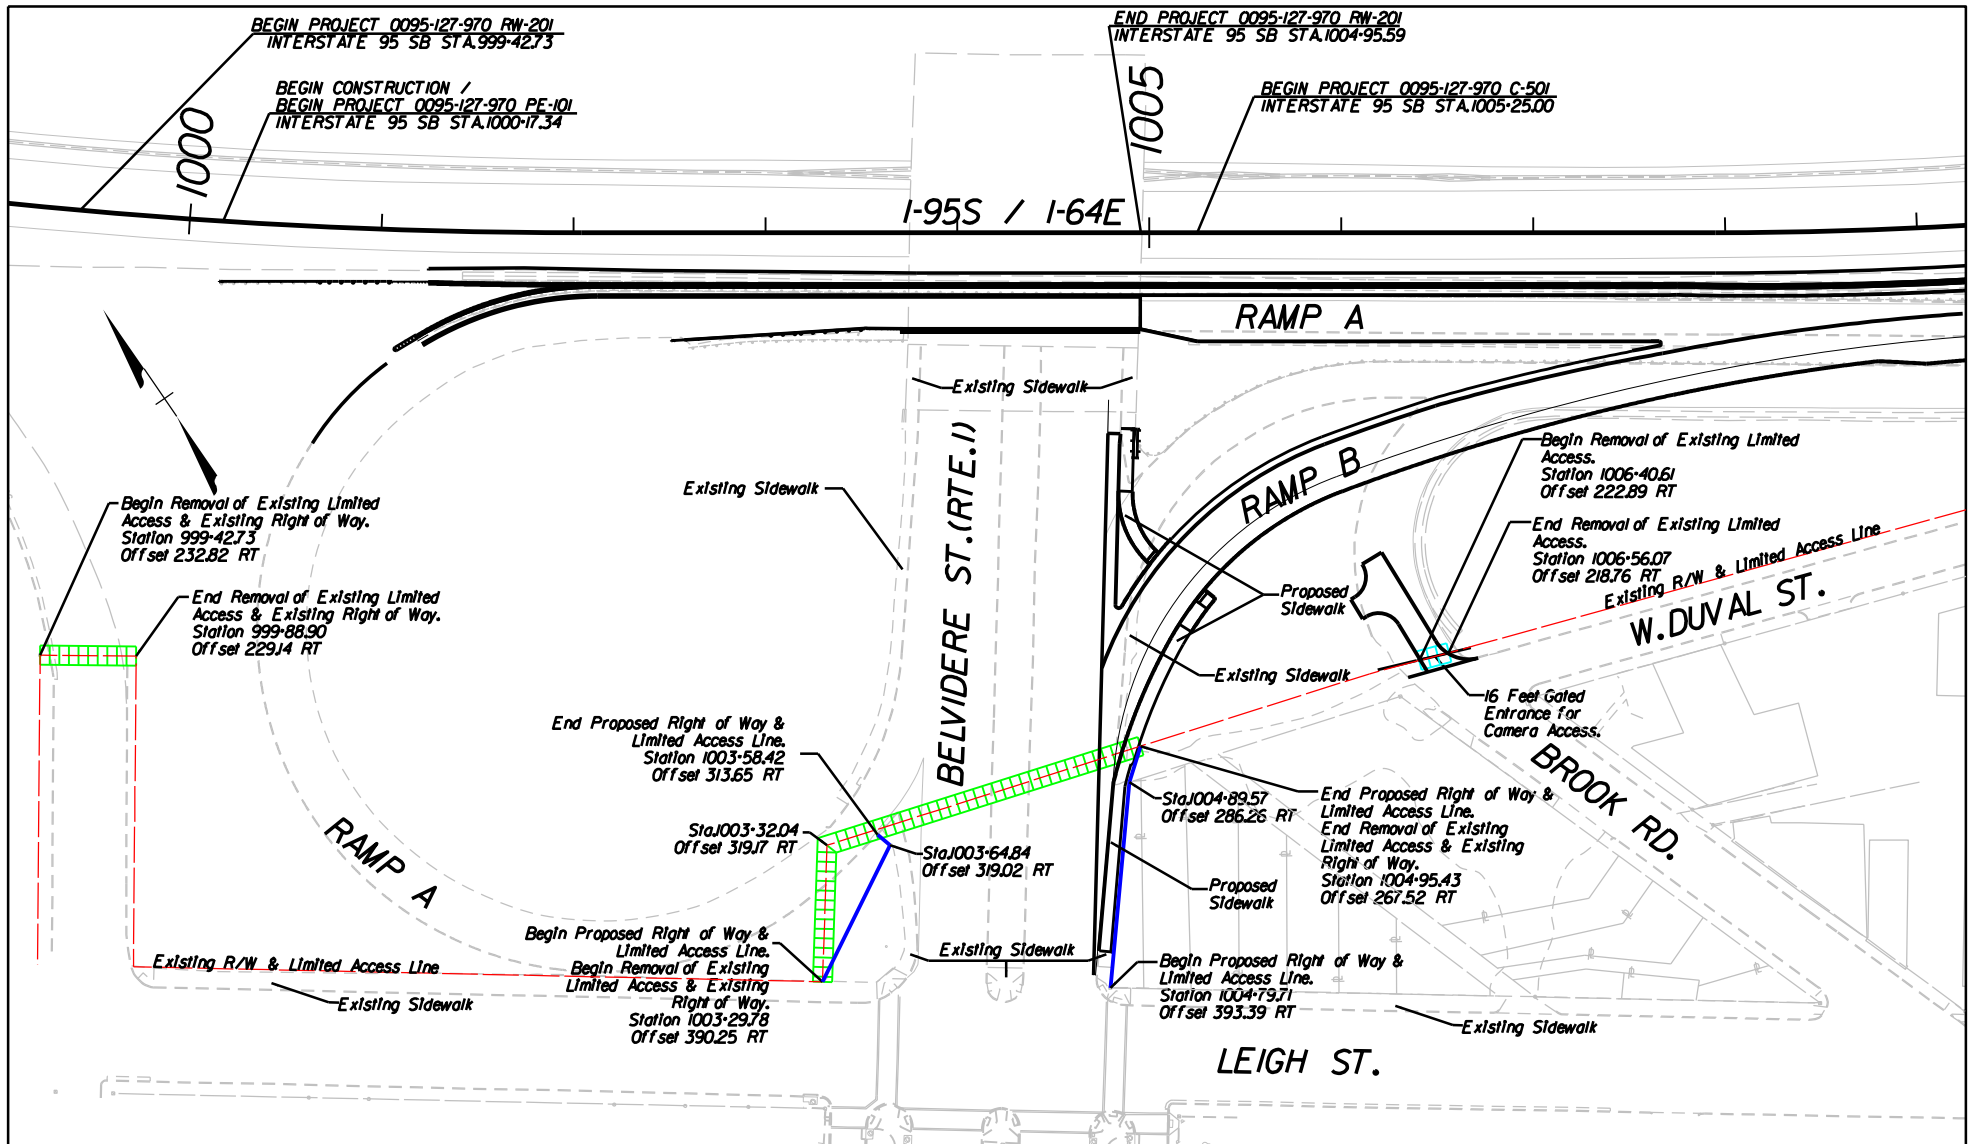 BEGIN PROJECT 0095-127-970 RW-201
INTERSTATE 95 SB STA.999+42.73
BEGIN CONSTRUCTION /
BEGIN PROJECT 0095-127-970 PE-101
INTERSTATE 95 SB STA.1000+17.34
END PROJECT 0095-127-970 RW-201
INTERSTATE 95 SB STA.1004+95.59
BEGIN PROJECT 0095-127-970 C-501
INTERSTATE 95 SB STA.1005+25.00
1000
1005
I-95S / I-64E
RAMP A
Existing Sidewalk
BELVIDERE ST.(RTE.1)
Existing Sidewalk
RAMP B
Begin Removal of Existing Limited
Access.
Station 1006+40.61
Offset 222.89 RT
End Removal of Existing Limited
Access.
Station 1006+56.07
Offset 218.76 RT
Existing R/W & Limited Access Line
W.DUVAL ST.
Begin Removal of Existing Limited
Access & Existing Right of Way.
Station 999+42.73
Offset 232.82 RT
End Removal of Existing Limited
Access & Existing Right of Way.
Station 999+88.90
Offset 229.14 RT
Proposed
Sidewalk
Existing Sidewalk
16 Feet Gated
Entrance for
Camera Access.
BROOK RD.
End Proposed Right of Way &
Limited Access Line.
Station 1003+58.42
Offset 313.65 RT
Sta.1003+32.04
Offset 319.17 RT
Sta.1003+64.84
Offset 319.02 RT
Sta.1004+89.57
Offset 286.26 RT
End Proposed Right of Way &
Limited Access Line.
End Removal of Existing
Limited Access & Existing
Right of Way.
Station 1004+95.43
Offset 267.52 RT
RAMP A
Proposed
Sidewalk
Begin Proposed Right of Way &
Limited Access Line.
Begin Removal of Existing
Limited Access & Existing
Right of Way.
Station 1003+29.78
Offset 390.25 RT
Existing Sidewalk
Existing R/W & Limited Access Line
Existing Sidewalk
Begin Proposed Right of Way &
Limited Access Line.
Station 1004+79.71
Offset 393.39 RT
Existing Sidewalk
LEIGH ST.